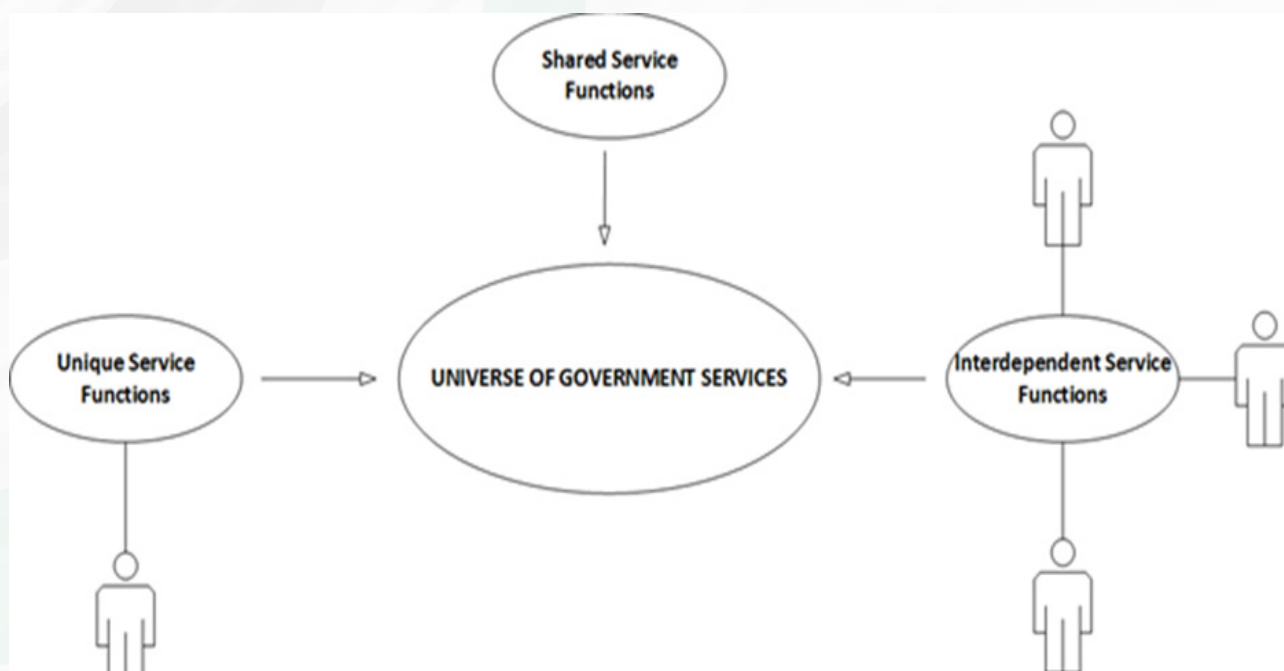 Shared Service
Functions
Unique Service
Functions
UNIVERSE OF GOVERNMENT SERVICES
Interdependent Service
Functions